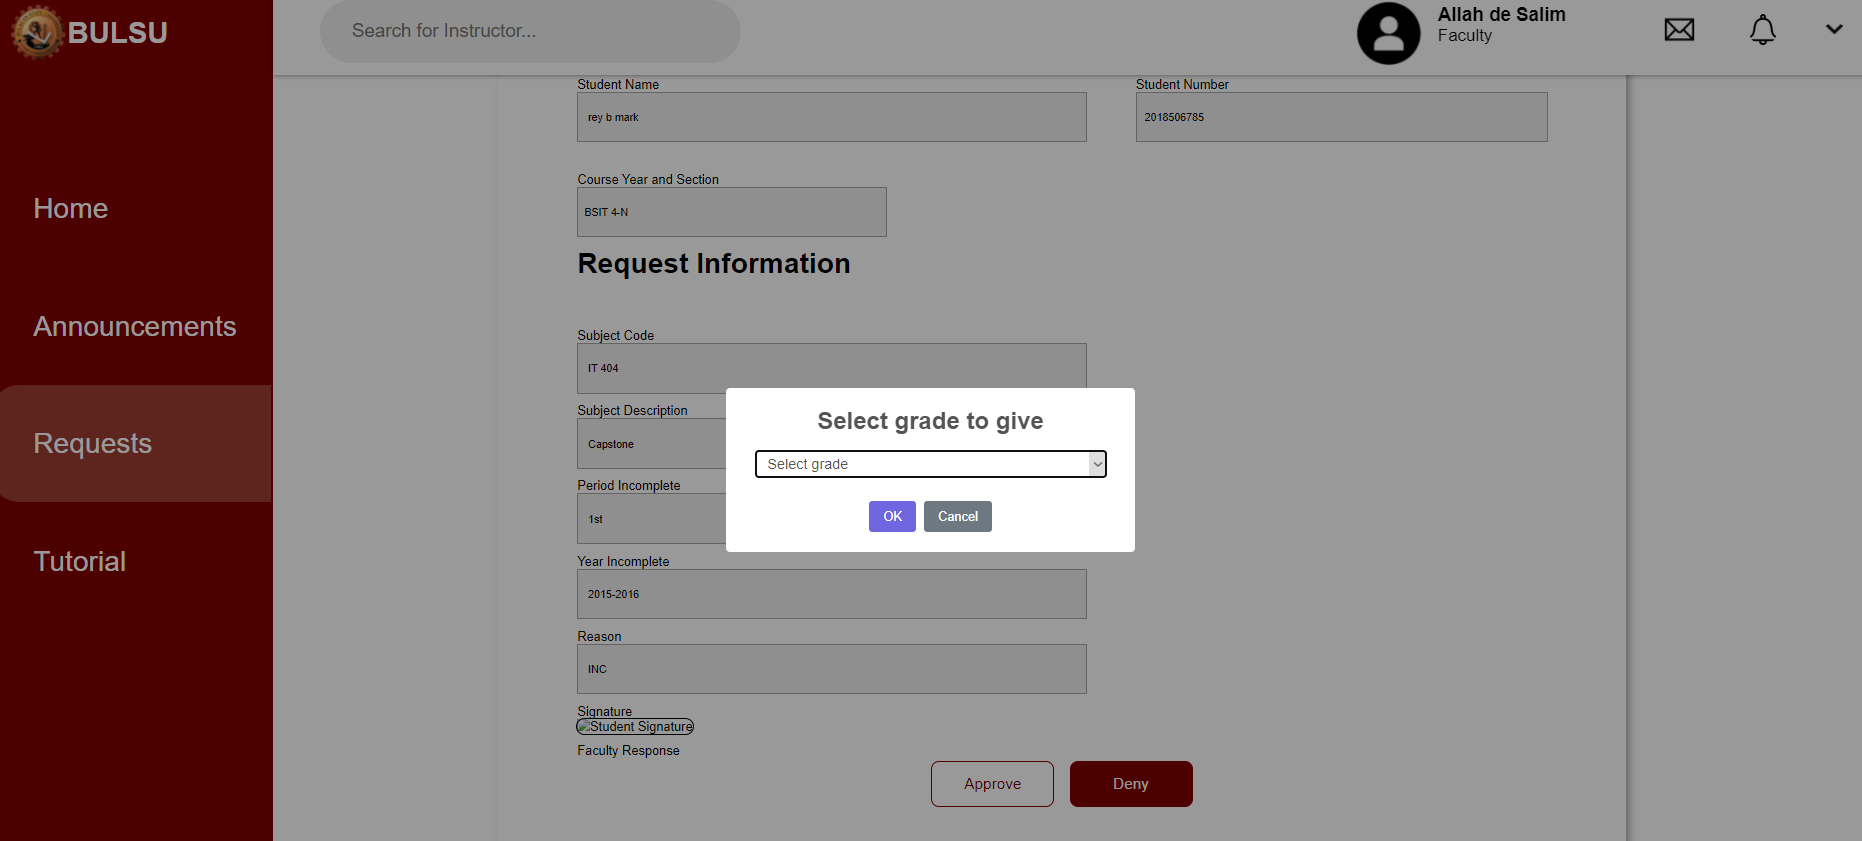 BULSU
Search for Instructor...
Allah de Salim
Faculty
Home
Announcements
Requests
Tutorial
Student Name
Student Number
rey b mark
2018506785
Course Year and Section
BSIT 4-N
Request Information
Subject Code
IT 404
Subject Description
Capstone
Period Incomplete
1st
Year Incomplete
2015-2016
Reason
INC
Signature
Student Signature
Faculty Response
Approve
Deny
Select grade to give
Select grade
OK
Cancel